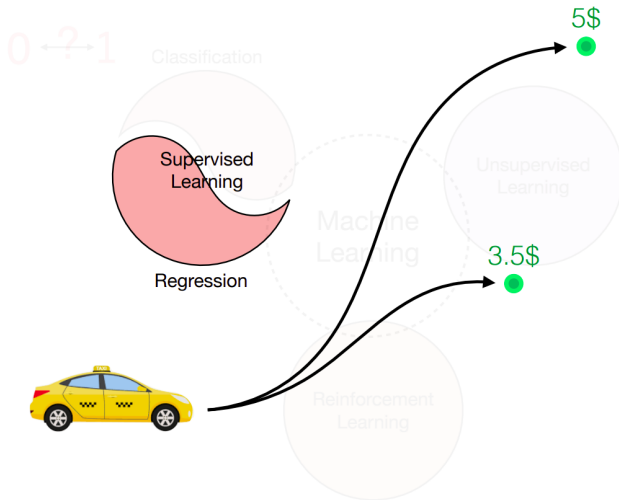 5$
0 ? 1
Classification
Supervised
Learning
Unsupervised
Learning
Machine
Learning
3.5$
Regression
Reinforcement
Learning